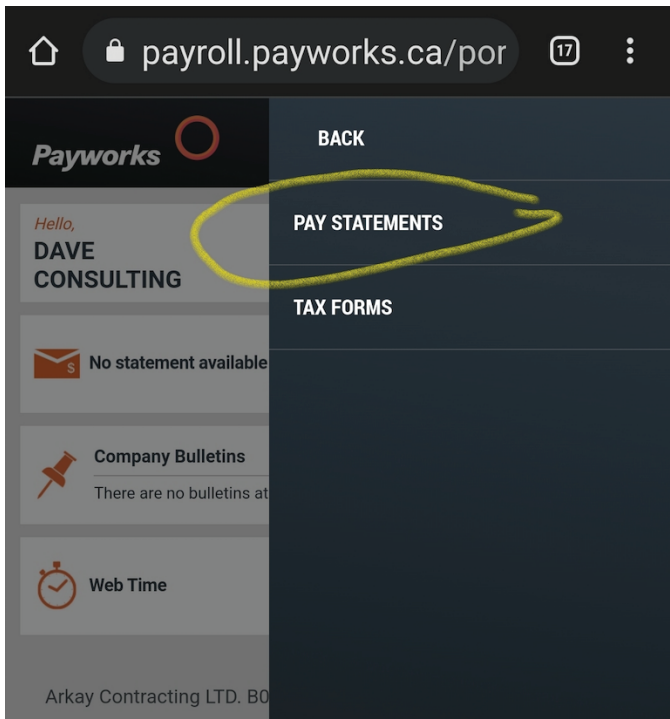 payroll.payworks.ca/por
17
Payworks
BACK
Hello,
DAVE
CONSULTING
PAY STATEMENTS
TAX FORMS
No statement available
Company Bulletins
There are no bulletins at
Web Time
Arkay Contracting LTD. B0